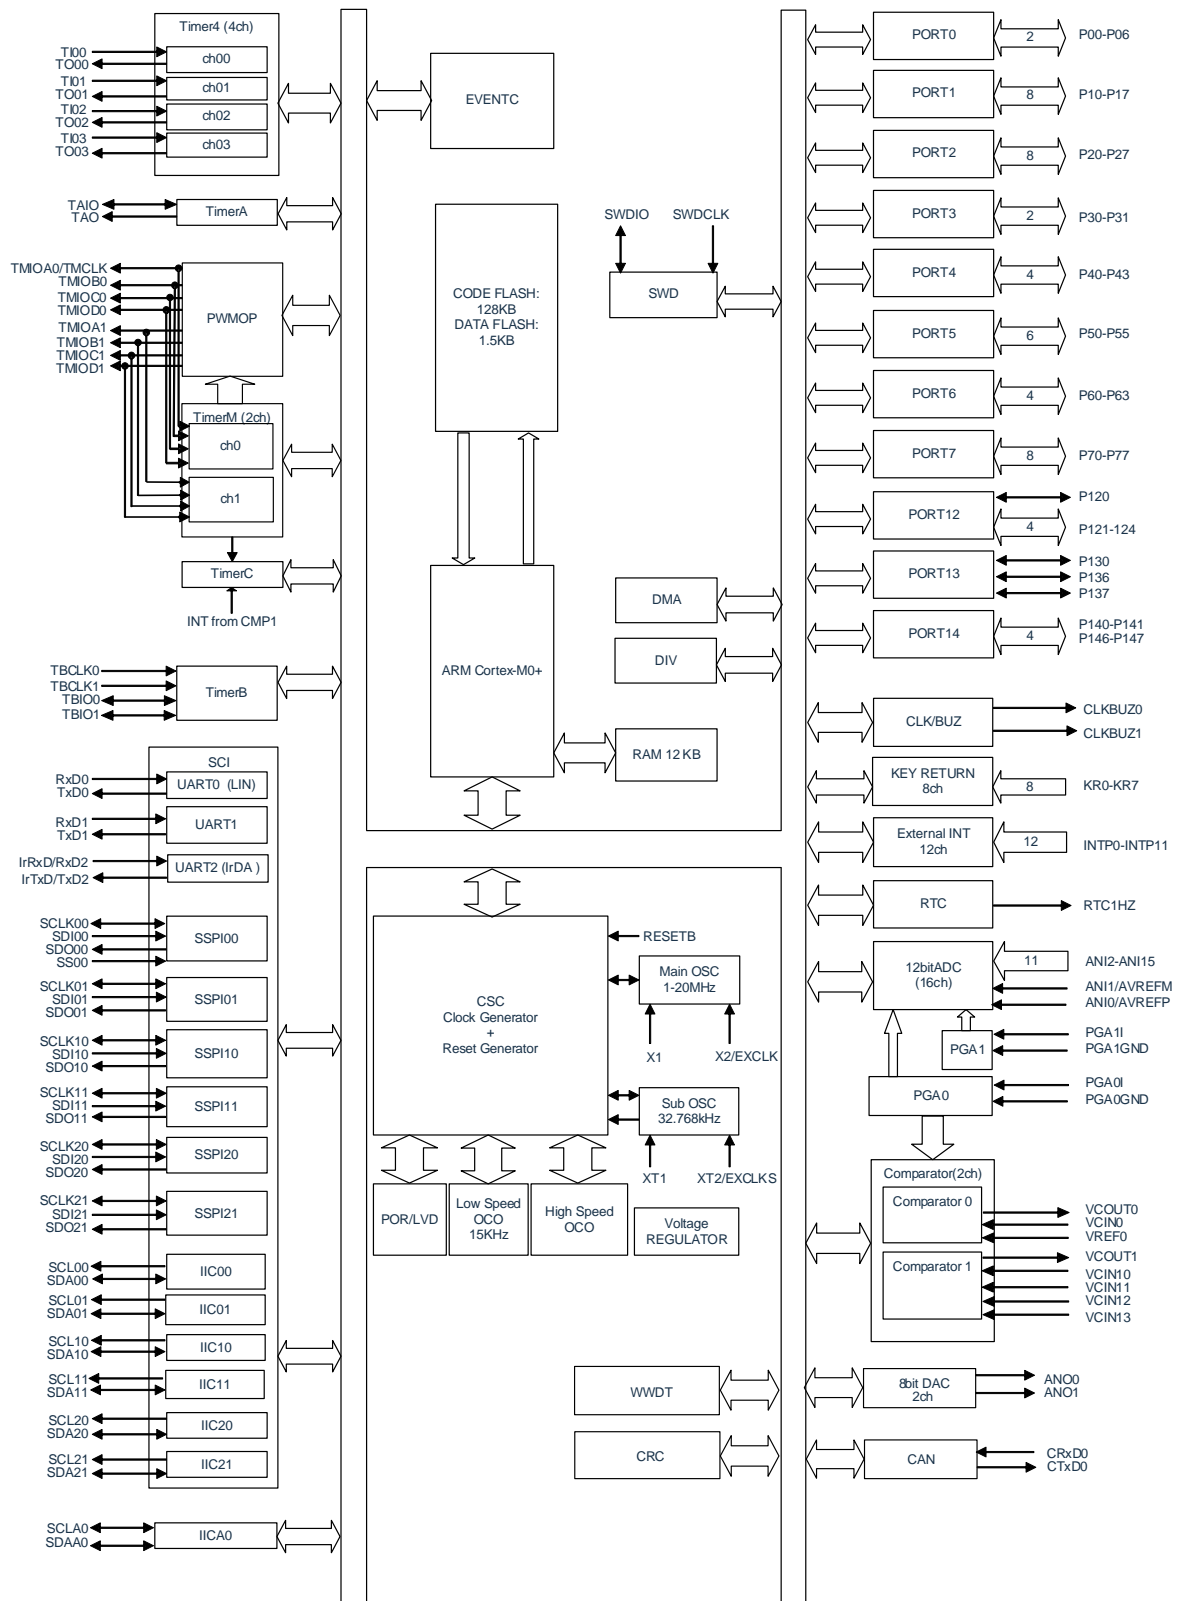 Timer4 (4ch)
TI00
TO00
ch00
TI01
TO01
ch01
TI02
TO02
ch02
TI03
TO03
ch03
TAIO
TAO
TimerA
TMIOA0/TMCLK
TMIOB0
TMIOC0
TMIOD0
TMIOA1
TMIOB1
TMIOC1
TMIOD1
PWMOP
TimerM (2ch)
ch0
ch1
TimerC
INT from CMP1
TBCLK0
TBCLK1
TBIO0
TBIO1
TimerB
SCI
RxD0
TxD0
UART0 (LIN)
RxD1
TxD1
UART1
IrRxD/RxD2
IrTxD/TxD2
UART2 (IrDA )
SCLK00
SDI00
SDO00
SS00
SSPI00
SCLK01
SDI01
SDO01
SSPI01
SCLK10
SDI10
SDO10
SSPI10
SCLK11
SDI11
SDO11
SSPI11
SCLK20
SDI20
SDO20
SSPI20
SCLK21
SDI21
SDO21
SSPI21
SCL00
SDA00
IIC00
SCL01
SDA01
IIC01
SCL10
SDA10
IIC10
SCL11
SDA11
IIC11
SCL20
SDA20
IIC20
SCL21
SDA21
IIC21
SCLA0
SDAA0
IICA0
EVENTC
CODE FLASH:
128KB
DATA FLASH:
1.5KB
SWDIO
SWDCLK
SWD
ARM Cortex-M0+
DMA
DIV
RAM 12 KB
CSC
Clock Generator
+
Reset Generator
RESETB
Main OSC
1-20MHz
X1
X2/EXCLK
Sub OSC
32.768kHz
XT1
XT2/EXCLKS
POR/LVD
Low Speed
OCO
15KHz
High Speed
OCO
Voltage
REGULATOR
WWDT
CRC
PORT0
2
P00-P06
PORT1
8
P10-P17
PORT2
8
P20-P27
PORT3
2
P30-P31
PORT4
4
P40-P43
PORT5
6
P50-P55
PORT6
4
P60-P63
PORT7
8
P70-P77
PORT12
P120
4
P121-124
PORT13
P130
P136
P137
PORT14
4
P140-P141
P146-P147
CLK/BUZ
CLKBUZ0
CLKBUZ1
KEY RETURN
8ch
8
KR0-KR7
External INT
12ch
12
INTP0-INTP11
RTC
RTC1HZ
12bitADC
(16ch)
11
ANI2-ANI15
ANI1/AVREFM
ANI0/AVREFP
PGA1
PGA1I
PGA1GND
PGA0
PGA0I
PGA0GND
Comparator(2ch)
Comparator 0
VCOUT0
VCIN0
VREF0
Comparator 1
VCOUT1
VCIN10
VCIN11
VCIN12
VCIN13
8bit DAC
2ch
ANO0
ANO1
CAN
CRxD0
CTxD0